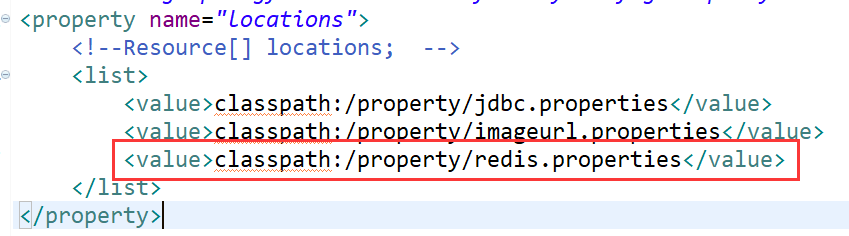 <property name="locations">
<!--Resource[] locations;  -->
<list>
<value>classpath:/property/jdbc.properties</value>
<value>classpath:/property/imageurl.properties</value>
<value>classpath:/property/redis.properties</value>
</list>
</property>